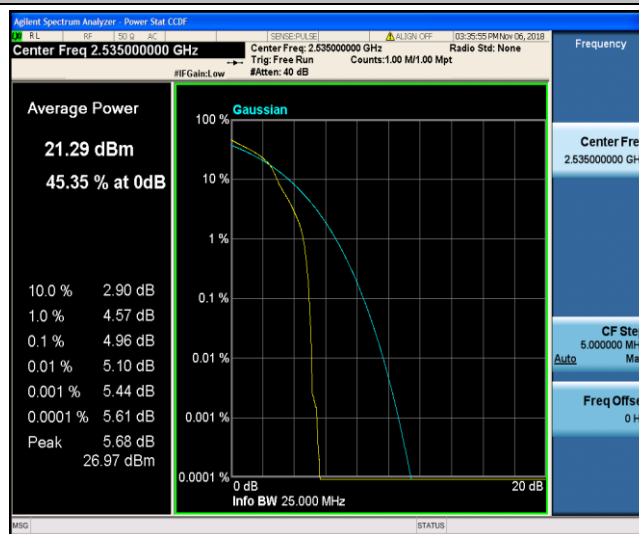 Agilent Spectrum Analyzer - Power Stat CCDF
RL RF 50 Ω AC SENSE:PULSE ALIGN OFF 03:35:55 PM Nov 06, 2018
Center Freq 2.535000000 GHz
Center Freq: 2.535000000 GHz Radio Std: None
Trig: Free Run Counts:1.00 M/1.00 Mpt
#IFGain:Low #Atten: 40 dB
Frequency
Average Power
21.29 dBm
45.35 % at 0dB
10.0 % 2.90 dB
1.0 % 4.57 dB
0.1 % 4.96 dB
0.01 % 5.10 dB
0.001 % 5.44 dB
0.0001 % 5.61 dB
Peak 5.68 dB
26.97 dBm
Gaussian
100 %
10 %
1 %
0.1 %
0.01 %
0.001 %
0.0001 %
0 dB 20 dB
Info BW 25.000 MHz
Center Fre
2.535000000 GH
CF Ste
5.000000 MH
Auto Ma
Freq Offse
0 H
MSG STATUS